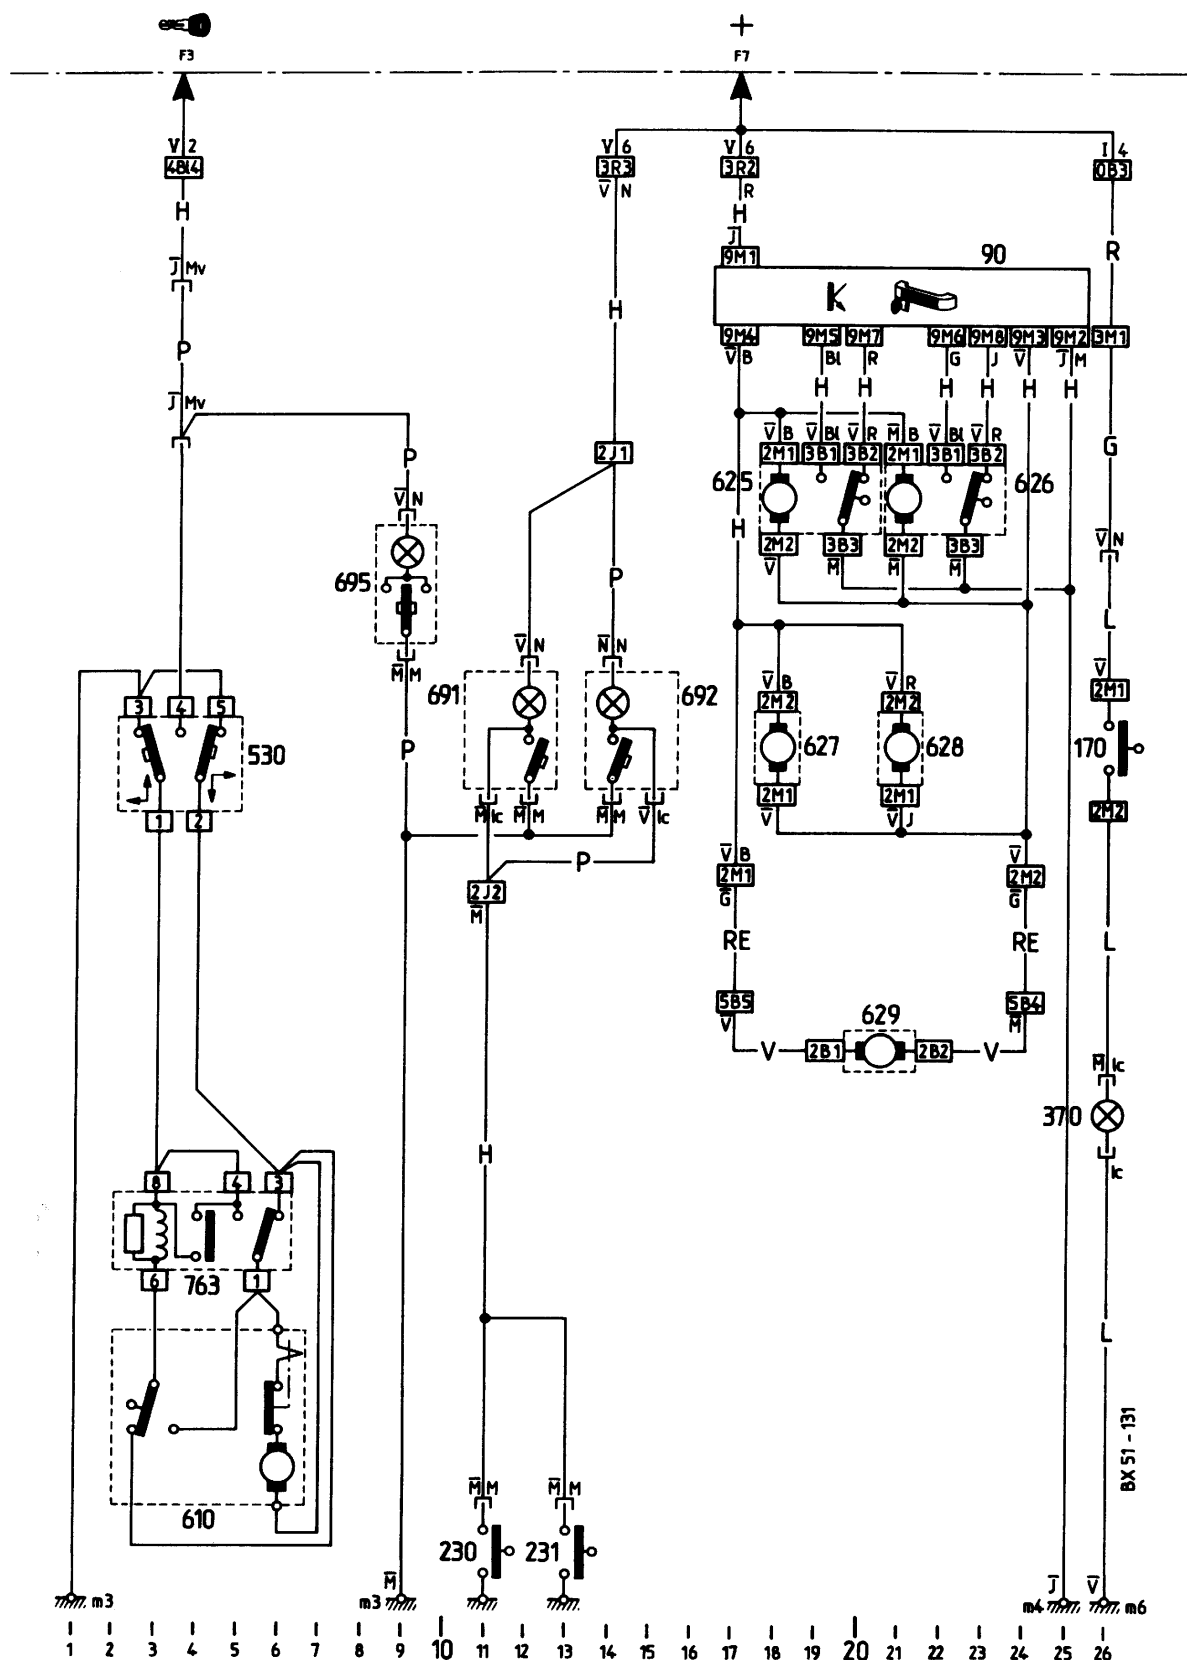 +
F3 F7
V 2 V 6 V 6 I 4
4Bl4 3R3 3R2 0B3
V̅ N R
H H
J̅
9M1 90 R
J̅ Mv
H
9M4 9M5 9M7 9M6 9M8 9M3 9M2 3M1
V̅ B Bl R G J V̅ J̅ M
P
H H H H H H
J̅ Mv
V̅ B V̅ Bl V̅ R M̅ B V̅ Bl V̅ R
2J1 2M1 3B1 3B2 2M1 3B1 3B2 G
P
625 626
V̅ N H V̅ N
2M2 3B3 2M2 3B3
V̅ M̅ M̅ M̅
695 P
L
V̅ N N̅ N
M̅ M V̅ B V̅ R V̅
691 692 2M2 2M2 2M1
3 4 5
530 P 627 628 170
2M1 2M1
M̅ Ic M̅ M M̅ M V̅ Ic V̅ V̅ J 2M2
1 2
P V̅ B V̅
2J2 2M1 2M2
M̅ G̅ G̅
RE RE L
5B5 5B4
V̅ 629 M̅
V 2B1 2B2 V
M̅ Ic
370
H
Ic
8 4 3
6 763 1
L
610
BX 51 - 131
M̅ M M̅ M
230 231
M̅ J̅ V̅
m3 m3 m4 m6
1 2 3 4 5 6 7 8 9 10 11 12 13 14 15 16 17 18 19 20 21 22 23 24 25 26